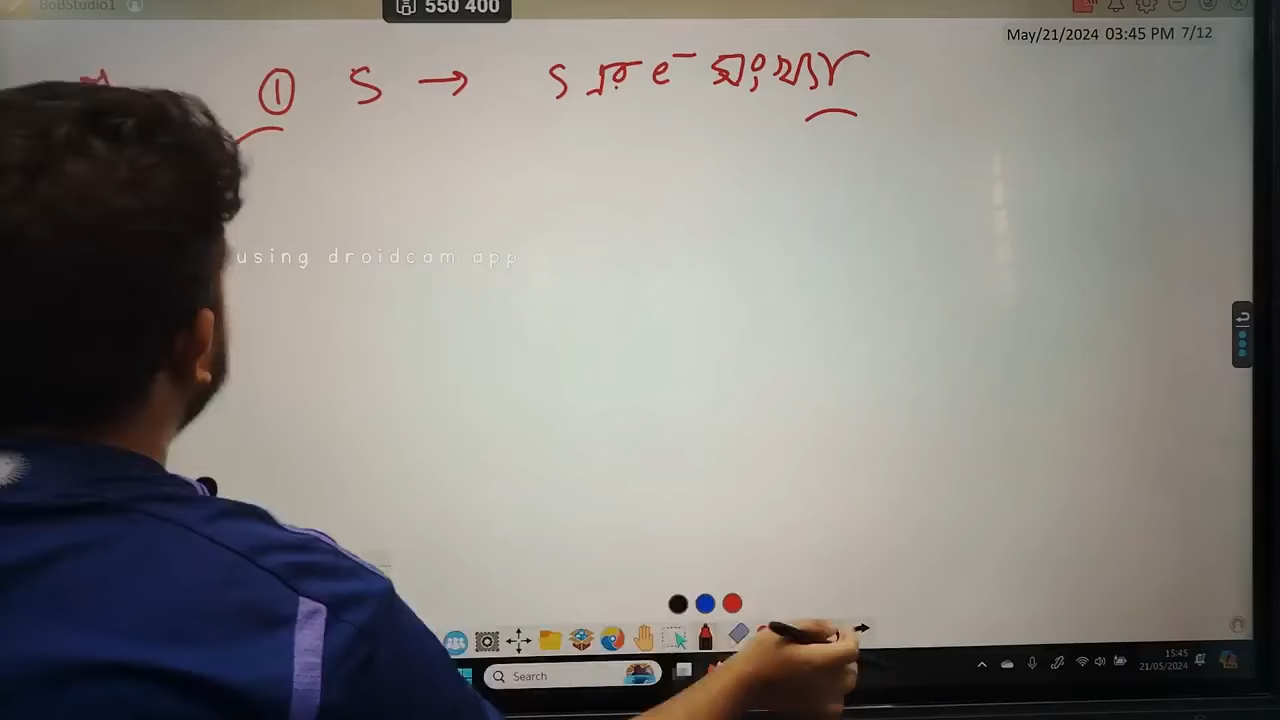 BoBStudio1
550 400
May/21/2024 03:45 PM 7/12
① S → S এর e⁻ সংখ্যা
using droidcam.app
Search
15:45
21/05/2024